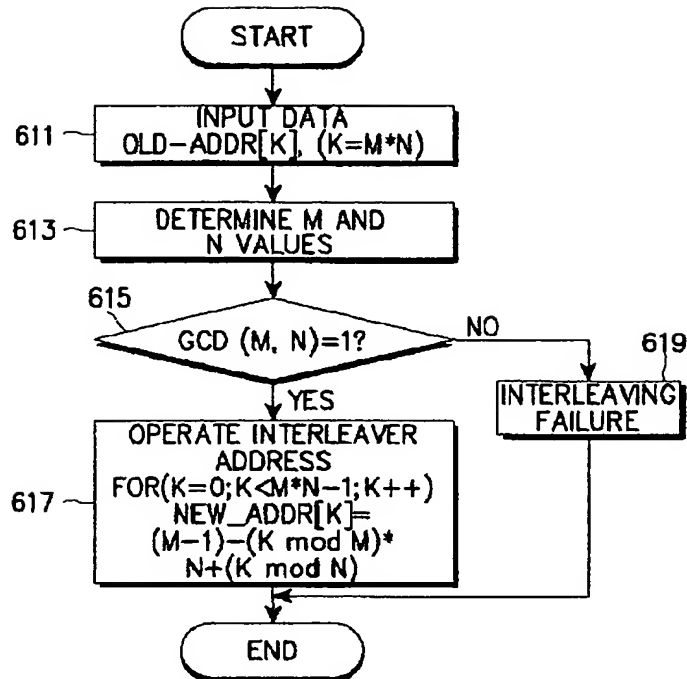 START
611
INPUT DATA
OLD-ADDR[K], (K=M*N)
613
DETERMINE M AND
N VALUES
615
GCD (M, N)=1?
NO
619
INTERLEAVING
FAILURE
YES
617
OPERATE INTERLEAVER
ADDRESS
FOR(K=0;K<M*N-1;K++)
NEW_ADDR[K]=
(M-1)-(K mod M)*
N+(K mod N)
END